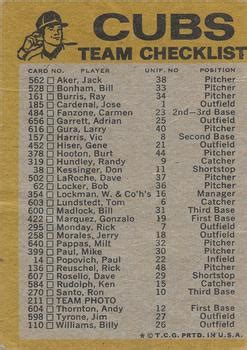 CUBS
TEAM CHECKLIST
CARD NO. PLAYER UNIF. NO POSITION
562 Aker, Jack 38 Pitcher
528 Bonham, Bill 33 Pitcher
161 Burris, Ray 34 Pitcher
185 Cardenal, Jose 1 Outfield
484 Fanzone, Carmen 23 2nd—3rd Base
656 Garrett, Adrian 25 Outfield
616 Gura, Larry 40 Pitcher
157 Harris, Vic 8 Second Base
452 Hiser, Gene 21 Outfield
378 Hooton, Burt 44 Pitcher
319 Hundley, Randy 9 Catcher
38 Kessinger, Don 11 Shortstop
502 LaRoche, Dave 37 Pitcher
62 Locker, Bob 36 Pitcher
354 Lockman, W. & Co'h's 16 Manager
603 Lundstedt, Tom 6 Catcher
600 Madlock, Bill 31 Third Base
422 Marquez, Gonzalo 19 First Base
295 Monday, Rick 7 Outfield
258 Morales, Jerry 18 Outfield
640 Pappas, Milt 32 Pitcher
399 Paul, Mike 30 Pitcher
14 Popovich, Paul 22 Infield
136 Reuschel, Rick 48 Pitcher
607 Rosello, Dave 29 Shortstop
584 Rudolph, Ken 15 Catcher
270 Santo, Ron 10 Third Base
211 TEAM PHOTO
604 Thornton, Andy 12 First Base
598 Tyrone, Jim 27 Outfield
110 Williams, Billy 26 Outfield
* © T.C.G. PRTD. IN U.S.A.